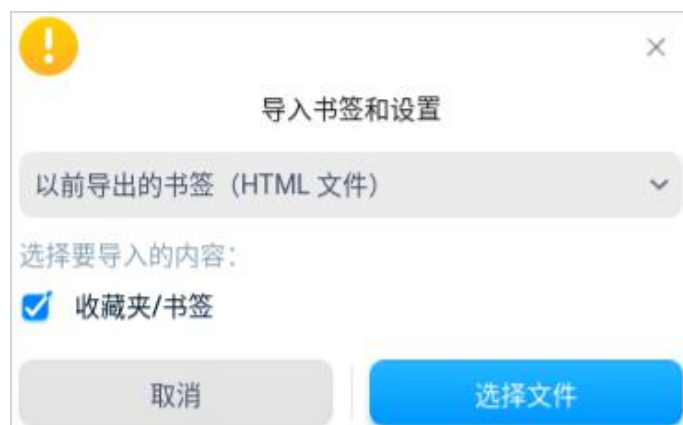 导入书签和设置
以前导出的书签（HTML 文件）
选择要导入的内容：
收藏夹/书签
取消
选择文件